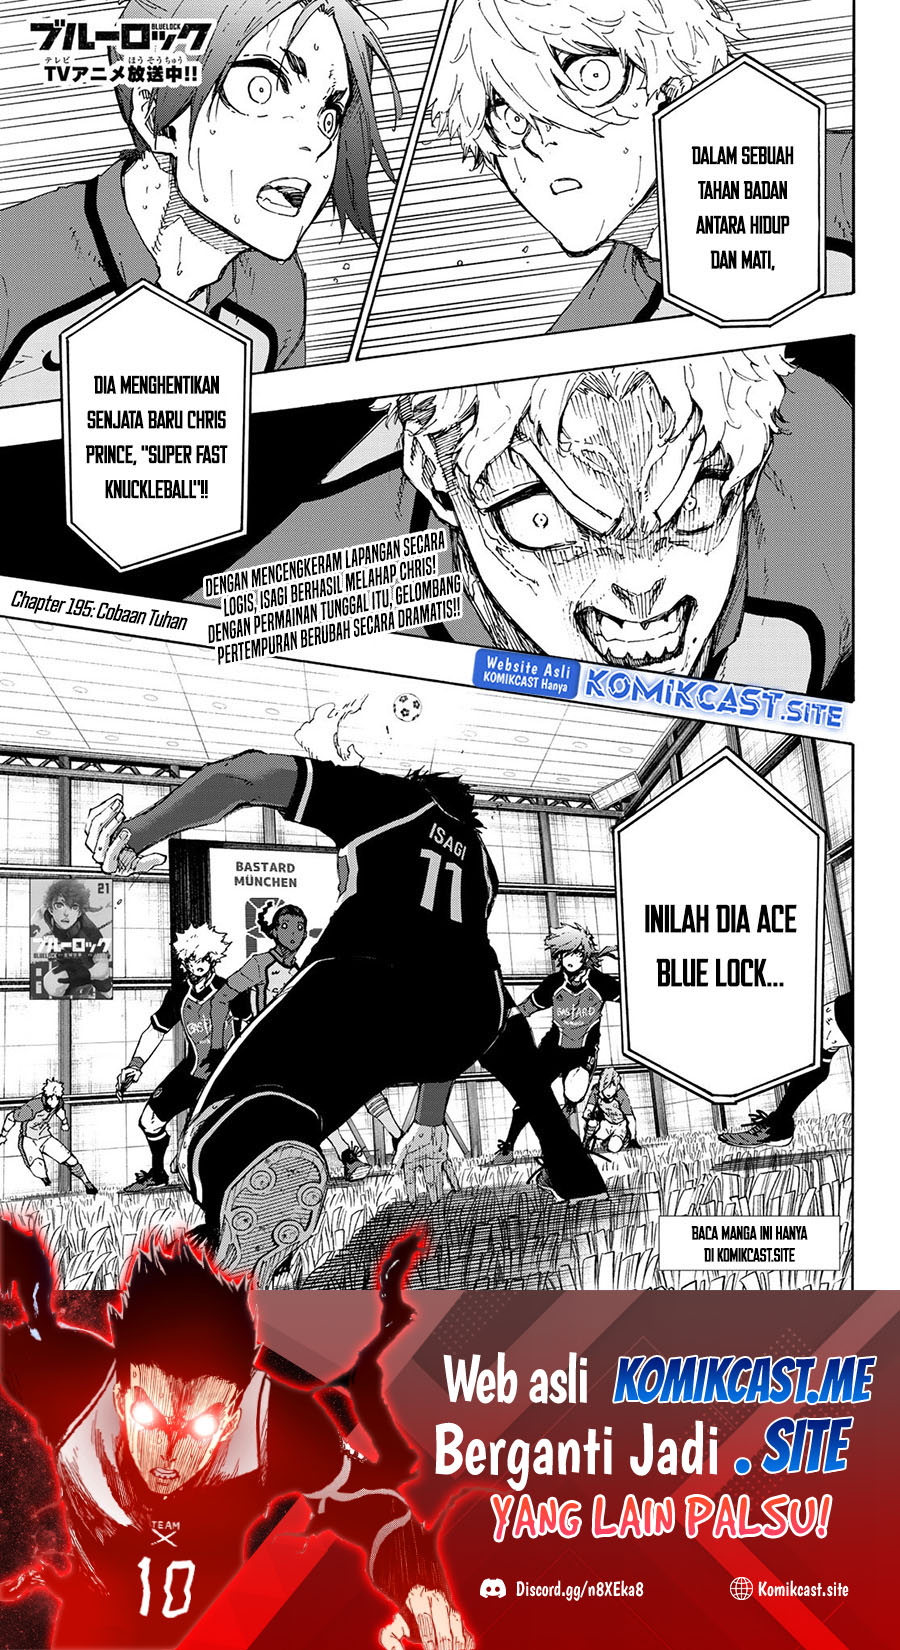 ブルーロック
BLUELOCK
テレビ ほうそうちゅう
TVアニメ放送中!!
DALAM SEBUAH
TAHAN BADAN
ANTARA HIDUP
DAN MATI,
DIA MENGHENTIKAN
SENJATA BARU CHRIS
PRINCE, "SUPER FAST
KNUCKLEBALL"!!
DENGAN MENCENGKERAM LAPANGAN SECARA
LOGIS, ISAGI BERHASIL MELAHAP CHRIS!
DENGAN PERMAINAN TUNGGAL ITU, GELOMBANG
PERTEMPURAN BERUBAH SECARA DRAMATIS!!
Chapter 195: Cobaan Tuhan
Website Asli
KOMIKCAST Hanya
KOMIKCAST.SITE
ISAGI
11
BASTARD
MÜNCHEN
21
ブルーロック
BASTARD
INILAH DIA ACE
BLUE LOCK...
BACA MANGA INI HANYA
DI KOMIKCAST.SITE
Web asli KOMIKCAST.ME
Berganti Jadi .SITE
YANG LAIN PALSU!
TEAM
X
10
Discord.gg/n8XEka8
Komikcast.site